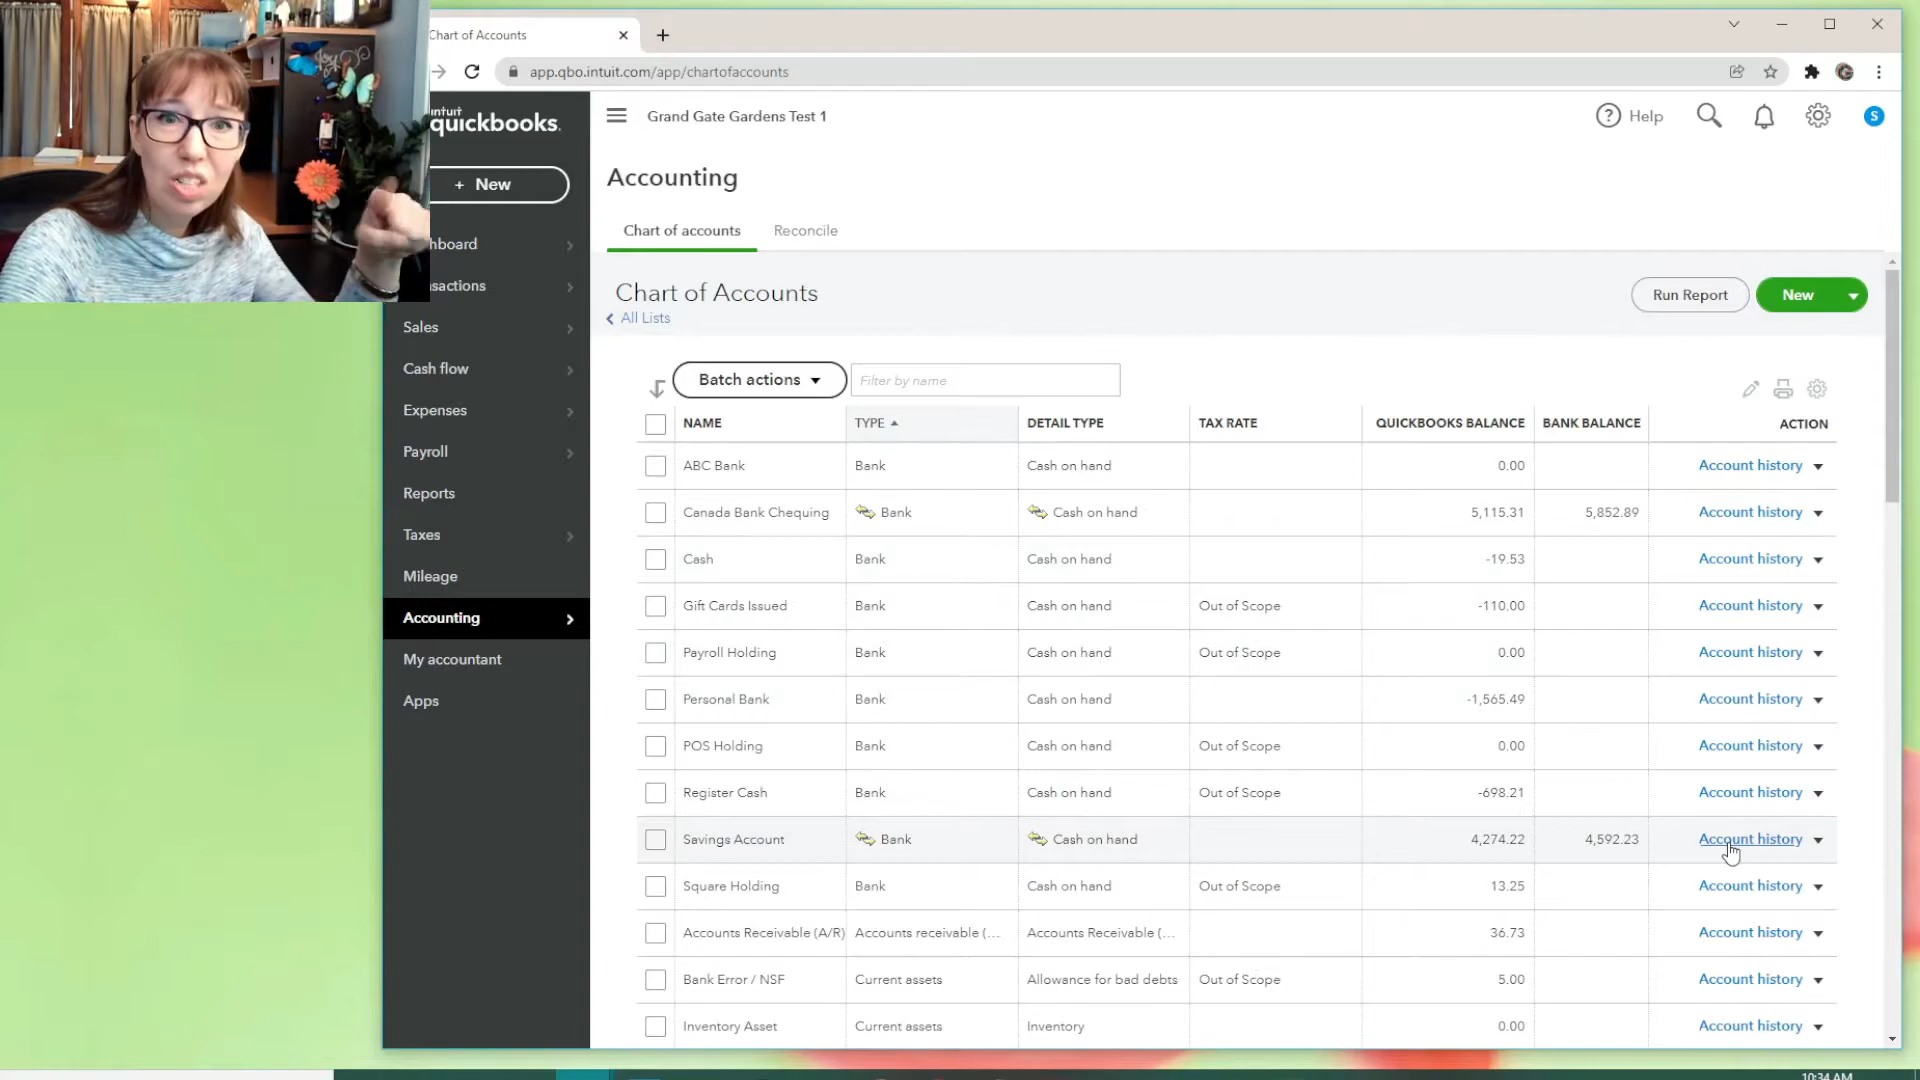 Chart of Accounts
app.qbo.intuit.com/app/chartofaccounts
intuit
quickbooks.
Grand Gate Gardens Test 1
Help
S
+ New
Accounting
Chart of accounts
Reconcile
hboard
nsactions
Sales
Cash flow
Expenses
Payroll
Reports
Taxes
Mileage
Accounting
My accountant
Apps
Chart of Accounts
All Lists
Run Report
New
Batch actions
Filter by name
NAME TYPE DETAIL TYPE TAX RATE QUICKBOOKS BALANCE BANK BALANCE ACTION
ABC Bank Bank Cash on hand 0.00 Account history
Canada Bank Chequing Bank Cash on hand 5,115.31 5,852.89 Account history
Cash Bank Cash on hand -19.53 Account history
Gift Cards Issued Bank Cash on hand Out of Scope -110.00 Account history
Payroll Holding Bank Cash on hand Out of Scope 0.00 Account history
Personal Bank Bank Cash on hand -1,565.49 Account history
POS Holding Bank Cash on hand Out of Scope 0.00 Account history
Register Cash Bank Cash on hand Out of Scope -698.21 Account history
Savings Account Bank Cash on hand 4,274.22 4,592.23 Account history
Square Holding Bank Cash on hand Out of Scope 13.25 Account history
Accounts Receivable (A/R) Accounts receivable (... Accounts Receivable (... 36.73 Account history
Bank Error / NSF Current assets Allowance for bad debts Out of Scope 5.00 Account history
Inventory Asset Current assets Inventory 0.00 Account history
10:34 AM